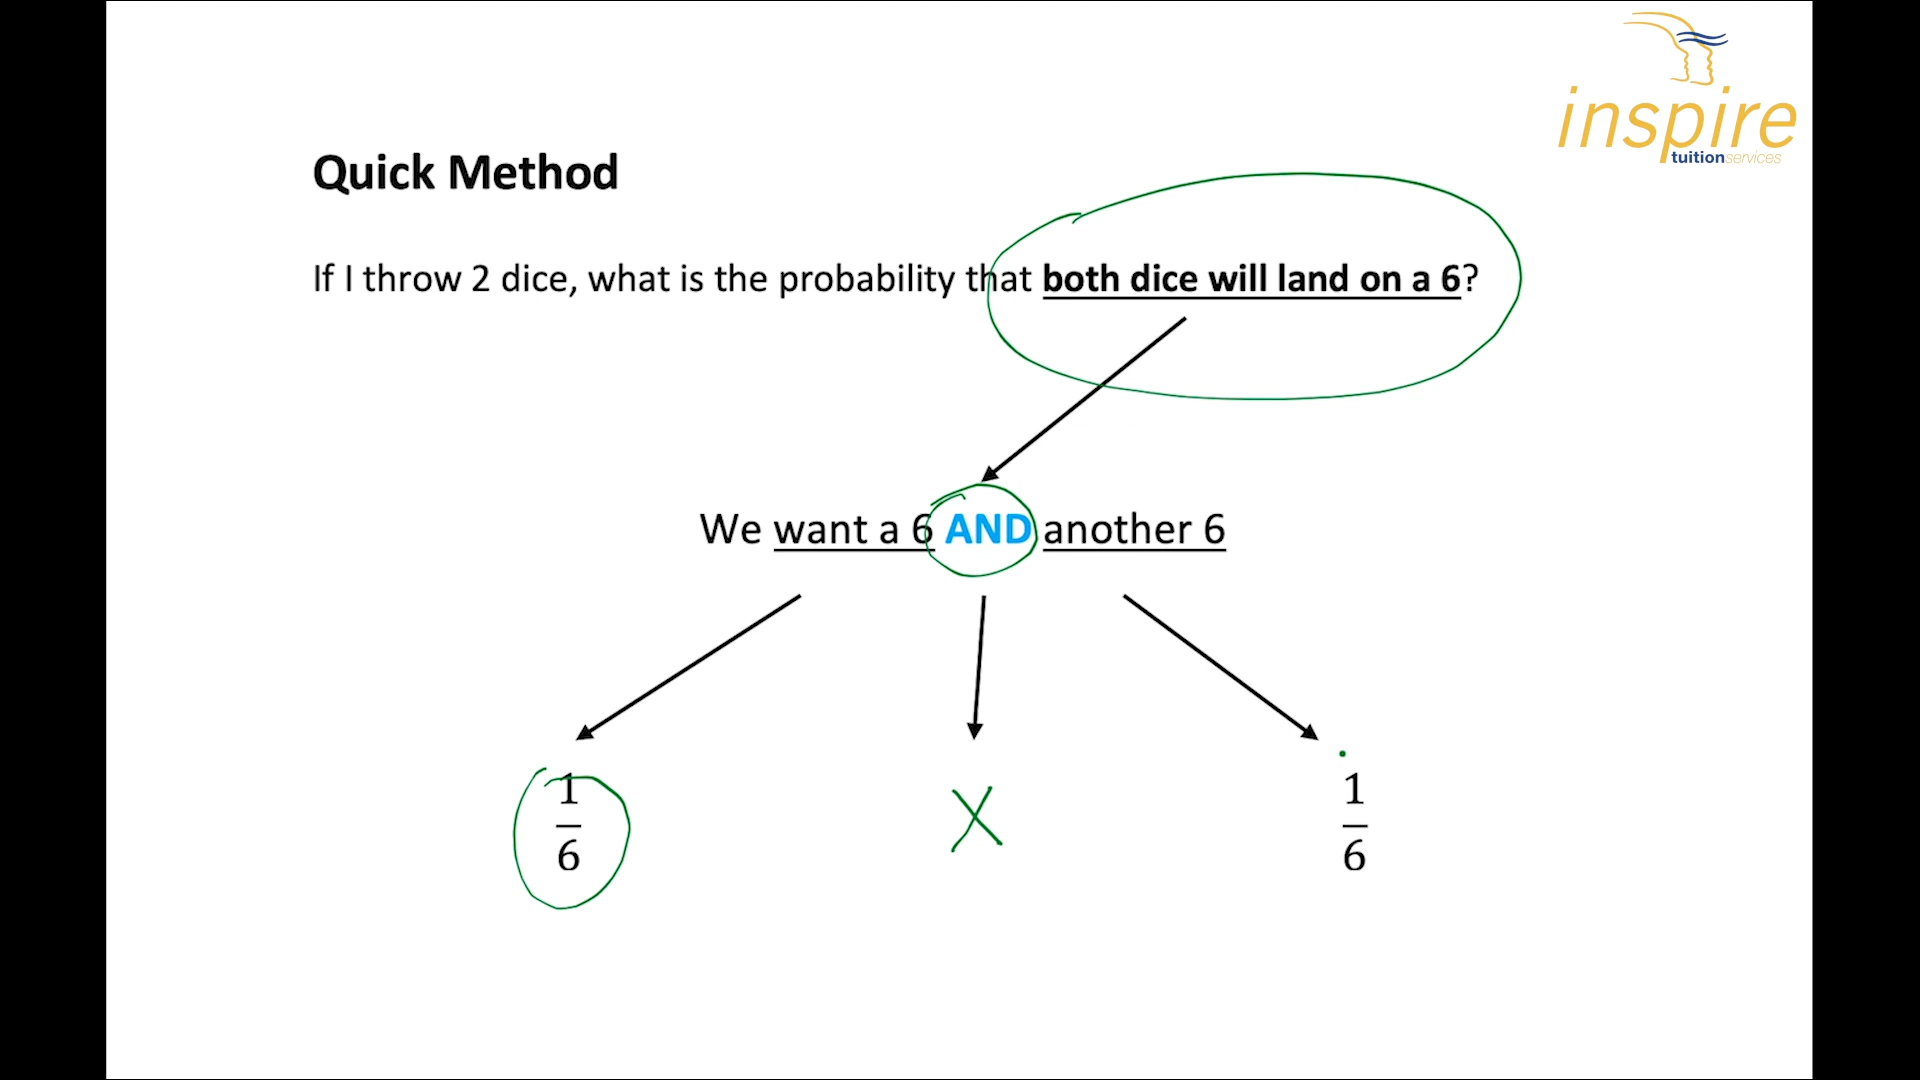 inspire
tuitionservices
Quick Method
If I throw 2 dice, what is the probability that both dice will land on a 6?
We want a 6 AND another 6
1/6 X 1/6